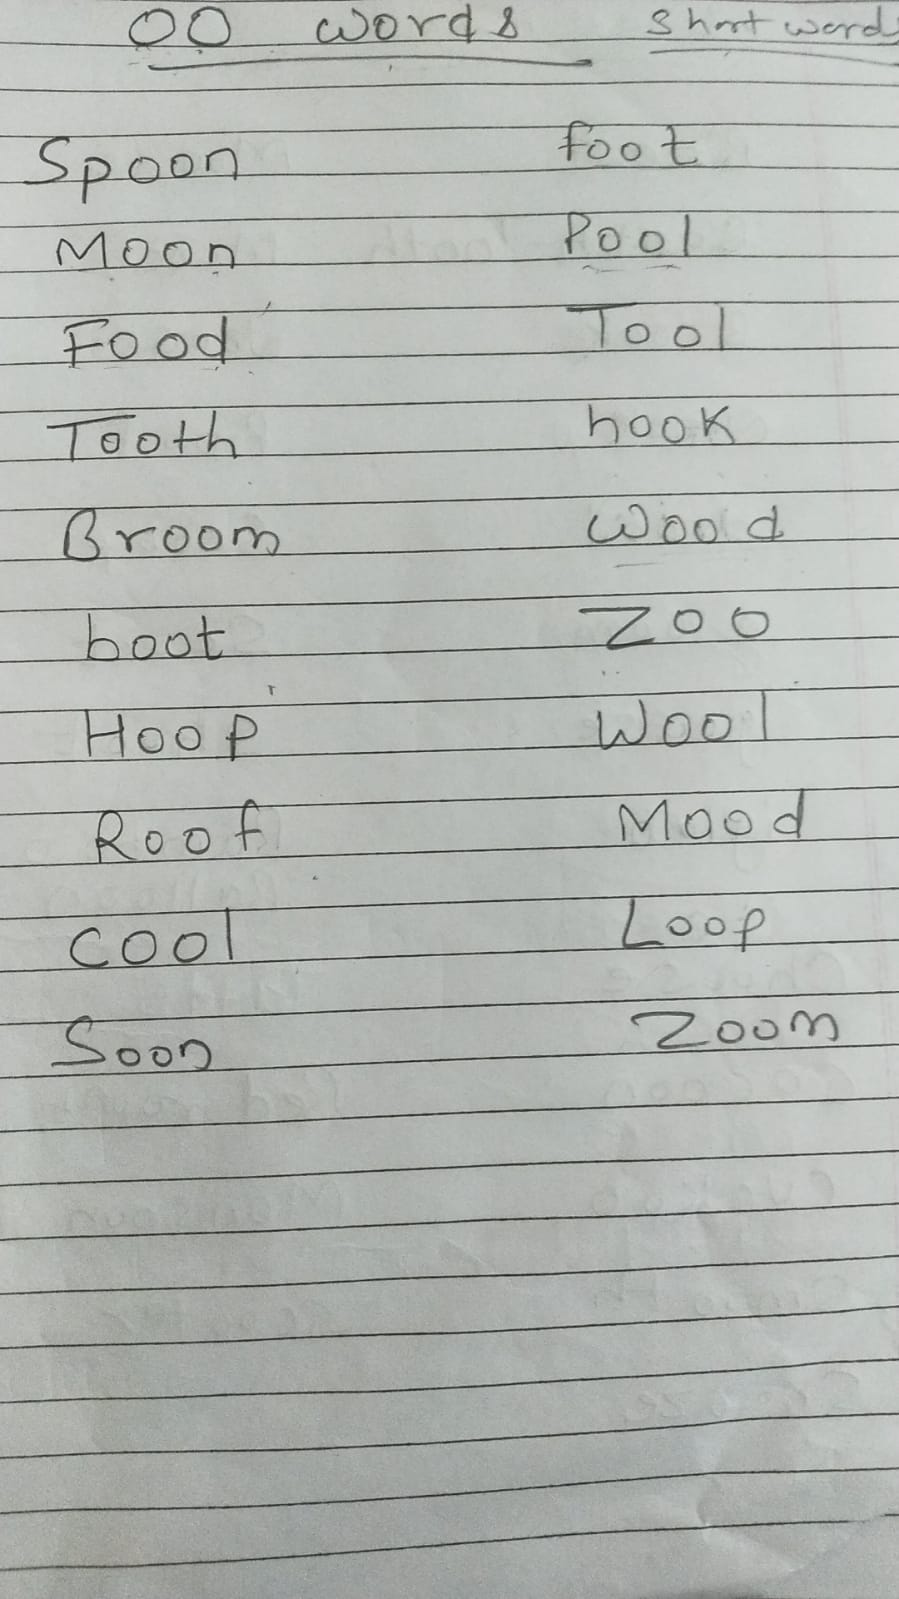 OO words short words
Spoon foot
Moon Pool
Food Tool
Tooth hook
Broom Wood
boot Zoo
Hoop Wool
Roof Mood
Cool Loop
Soon Zoom